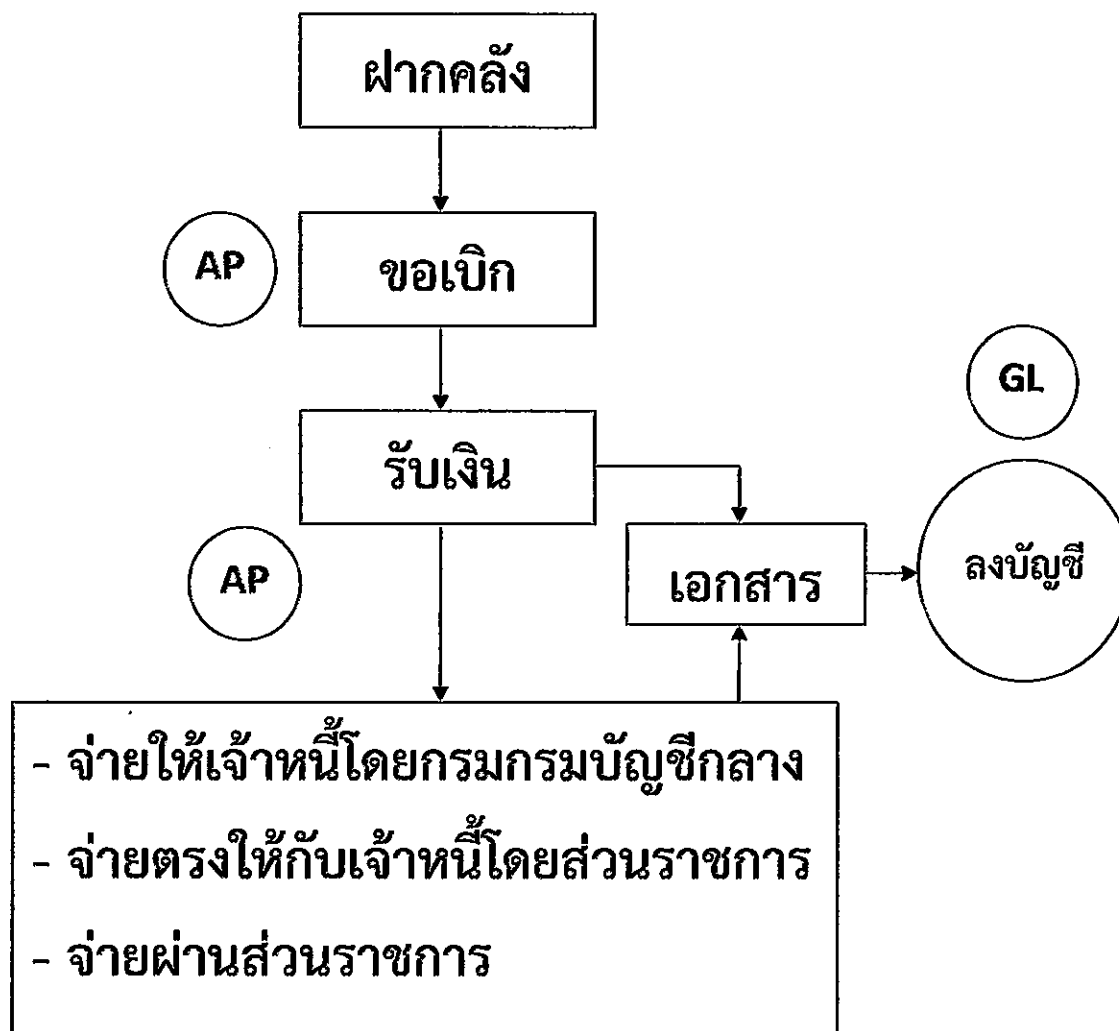 ฝากคลัง
AP
ขอเบิก
GL
รับเงิน
AP
เอกสาร
ลงบัญชี
- จ่ายให้เจ้าหนี้โดยกรมกรมบัญชีกลาง
- จ่ายตรงให้กับเจ้าหนี้โดยส่วนราชการ
- จ่ายผ่านส่วนราชการ